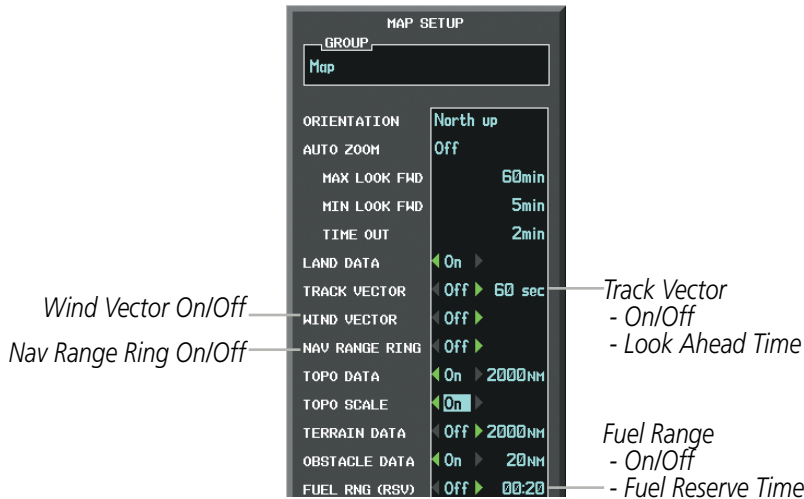 MAP SETUP
GROUP
Map
ORIENTATION North up
AUTO ZOOM Off
MAX LOOK FWD 60min
MIN LOOK FWD 5min
TIME OUT 2min
LAND DATA On
TRACK VECTOR Off 60 sec
WIND VECTOR Off
NAV RANGE RING Off
TOPO DATA On 2000NM
TOPO SCALE On
TERRAIN DATA Off 2000NM
OBSTACLE DATA On 20NM
FUEL RNG (RSV) Off 00:20
Wind Vector On/Off
Nav Range Ring On/Off
Track Vector
- On/Off
- Look Ahead Time
Fuel Range
- On/Off
- Fuel Reserve Time